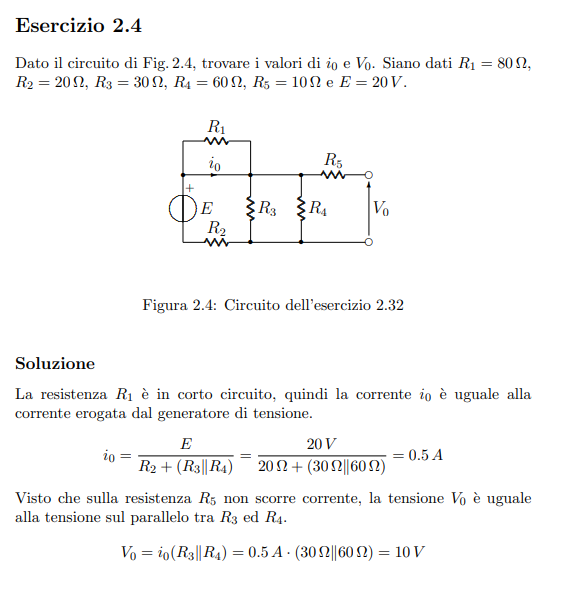 Esercizio 2.4
Dato il circuito di Fig. 2.4, trovare i valori di i₀ e V₀. Siano dati R₁ = 80 Ω,
R₂ = 20 Ω, R₃ = 30 Ω, R₄ = 60 Ω, R₅ = 10 Ω e E = 20 V.
R₁
i₀
R₅
+
E
R₃
R₄
V₀
R₂
Figura 2.4: Circuito dell'esercizio 2.32
Soluzione
La resistenza R₁ è in corto circuito, quindi la corrente i₀ è uguale alla
corrente erogata dal generatore di tensione.
i₀ = E / (R₂ + (R₃||R₄)) = 20 V / (20 Ω + (30 Ω||60 Ω)) = 0.5 A
Visto che sulla resistenza R₅ non scorre corrente, la tensione V₀ è uguale
alla tensione sul parallelo tra R₃ ed R₄.
V₀ = i₀(R₃||R₄) = 0.5 A · (30 Ω||60 Ω) = 10 V